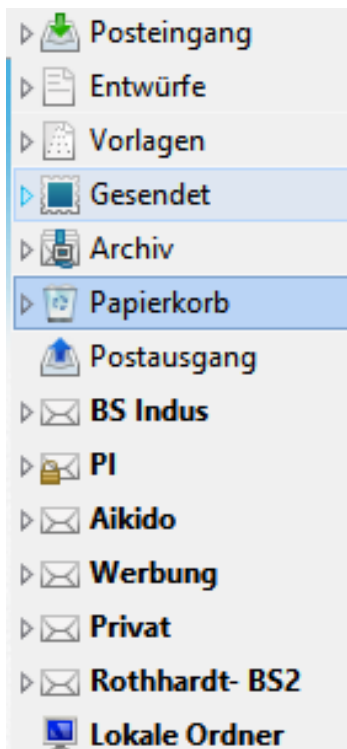 Posteingang
Entwürfe
Vorlagen
Gesendet
Archiv
Papierkorb
Postausgang
BS Indus
PI
Aikido
Werbung
Privat
Rothhardt- BS2
Lokale Ordner